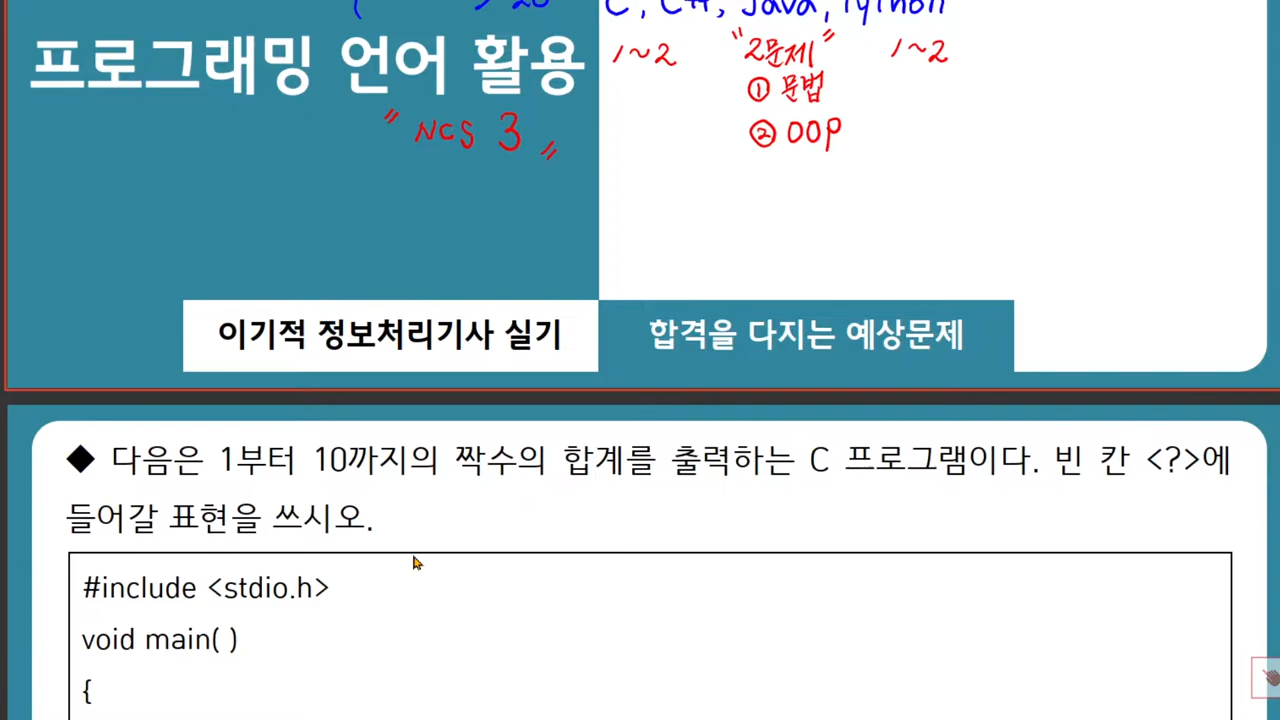 C, C++, Java, Python
프로그래밍 언어 활용
1~2 "2문제" 1~2
① 문법
② OOP
"NCS 3"
이기적 정보처리기사 실기
합격을 다지는 예상문제
◆ 다음은 1부터 10까지의 짝수의 합계를 출력하는 C 프로그램이다. 빈 칸 <?>에
들어갈 표현을 쓰시오.
#include <stdio.h>
void main( )
{